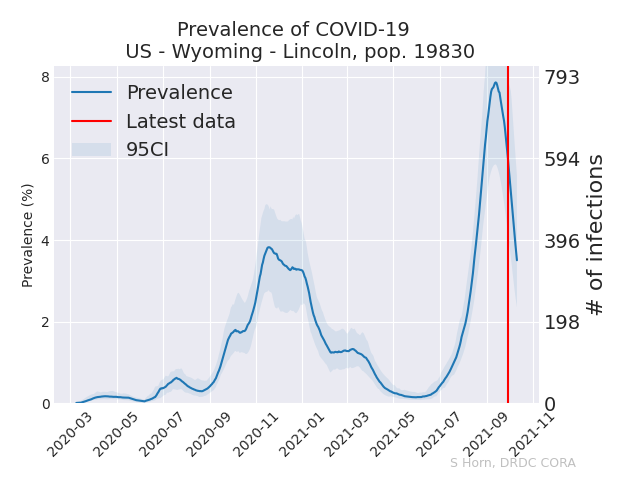 Prevalence of COVID-19
US - Wyoming - Lincoln, pop. 19830
Prevalence
Latest data
95CI
Prevalence (%)
8
6
4
2
0
793
594
396
198
0
# of infections
2020-03
2020-05
2020-07
2020-09
2020-11
2021-01
2021-03
2021-05
2021-07
2021-09
2021-11
S Horn, DRDC CORA